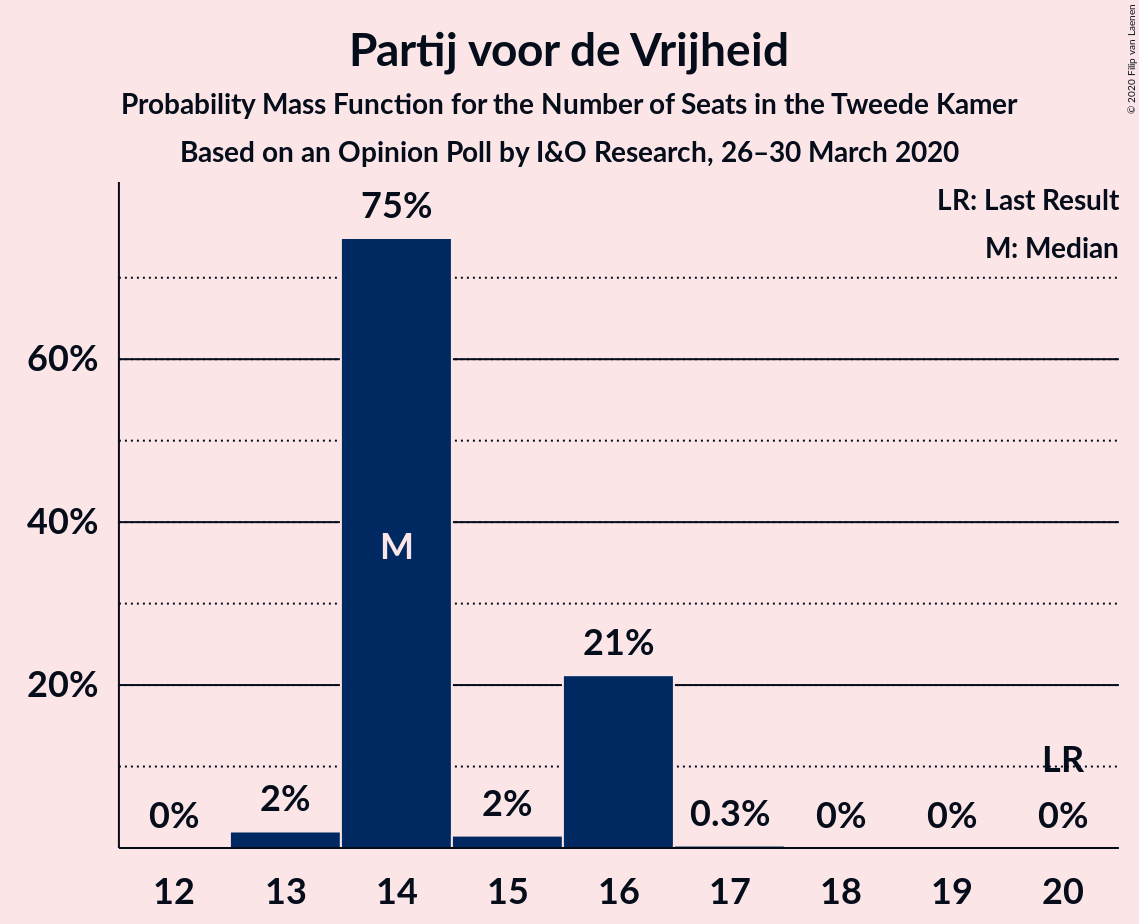 Partij voor de Vrijheid
Probability Mass Function for the Number of Seats in the Tweede Kamer
Based on an Opinion Poll by I&O Research, 26–30 March 2020
© 2020 Filip van Laenen
LR: Last Result
M: Median
75%
60%
40%
M
21%
20%
LR
0%
2%
2%
0.3%
0%
0%
0%
12 13 14 15 16 17 18 19 20